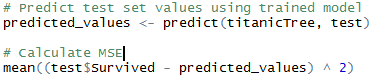 # Predict test set values using trained model
predicted_values <- predict(titanicTree, test)
# Calculate MSE
mean((test$Survived - predicted_values) ^ 2)